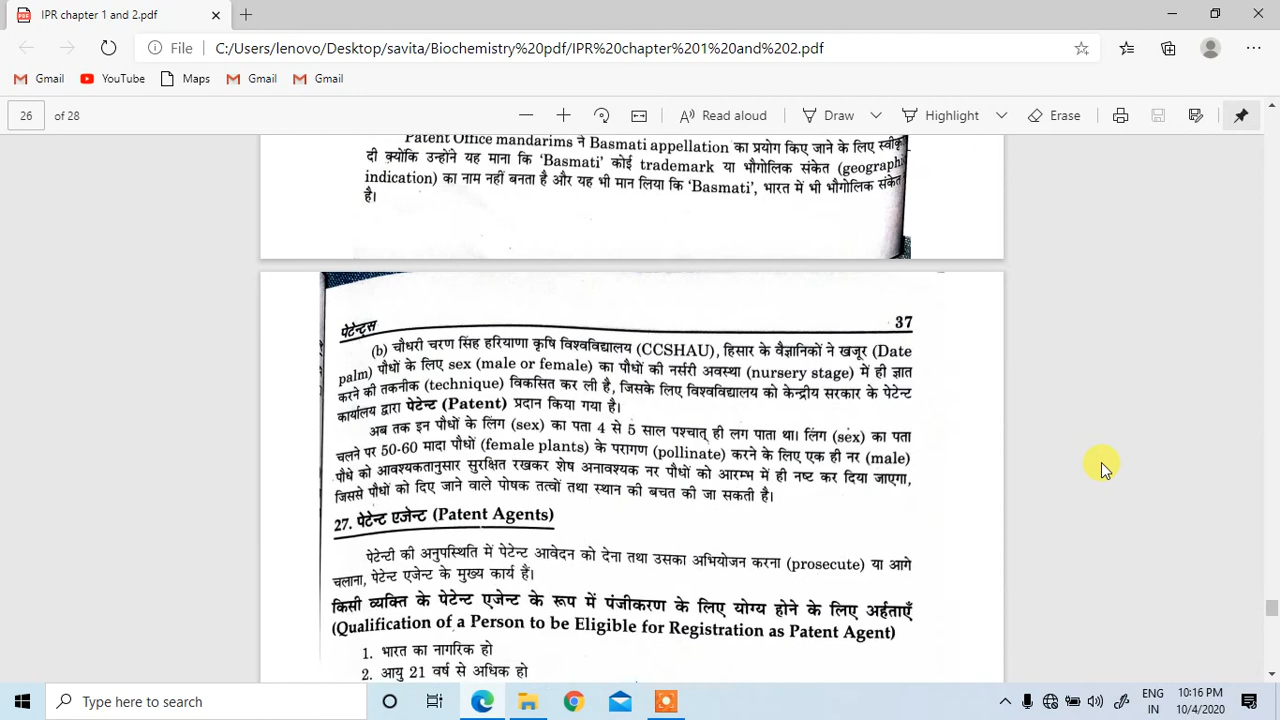 IPR chapter 1 and 2.pdf
File C:/Users/lenovo/Desktop/savita/Biochemistry%20pdf/IPR%20chapter%201%20and%202.pdf
Gmail YouTube Maps Gmail Gmail
26 of 28 Read aloud Draw Highlight Erase
Patent Office mandarims ने Basmati appellation का प्रयोग किए जाने के लिए स्वीकृ
दी क्योंकि उन्होंने यह माना कि 'Basmati' कोई trademark या भौगोलिक संकेत (geograph
indication) का नाम नहीं बनता है और यह भी मान लिया कि 'Basmati', भारत में भी भौगोलिक संकेत
है।
पेटेन्ट्स 37
(b) चौधरी चरण सिंह हरियाणा कृषि विश्वविद्यालय (CCSHAU), हिसार के वैज्ञानिकों ने खजूर (Date
palm) पौधों के लिए sex (male or female) का पौधों की नर्सरी अवस्था (nursery stage) में ही ज्ञात
करने की तकनीक (technique) विकसित कर ली है, जिसके लिए विश्वविद्यालय को केन्द्रीय सरकार के पेटेन्ट
कार्यालय द्वारा पेटेन्ट (Patent) प्रदान किया गया है।
अब तक इन पौधों के लिंग (sex) का पता 4 से 5 साल पश्चात् ही लग पाता था। लिंग (sex) का पता
चलने पर 50-60 मादा पौधों (female plants) के परागण (pollinate) करने के लिए एक ही नर (male)
पौधे को आवश्यकतानुसार सुरक्षित रखकर शेष अनावश्यक नर पौधों को आरम्भ में ही नष्ट कर दिया जाएगा,
जिससे पौधों को दिए जाने वाले पोषक तत्वों तथा स्थान की बचत की जा सकती है।
27. पेटेन्ट एजेन्ट (Patent Agents)
पेटेन्टी की अनुपस्थिति में पेटेन्ट आवेदन को देना तथा उसका अभियोजन करना (prosecute) या आगे
चलाना, पेटेन्ट एजेन्ट के मुख्य कार्य हैं।
किसी व्यक्ति के पेटेन्ट एजेन्ट के रूप में पंजीकरण के लिए योग्य होने के लिए अर्हताएँ
(Qualification of a Person to be Eligible for Registration as Patent Agent)
1. भारत का नागरिक हो
2. आयु 21 वर्ष से अधिक हो
Type here to search
ENG 10:16 PM
IN 10/4/2020